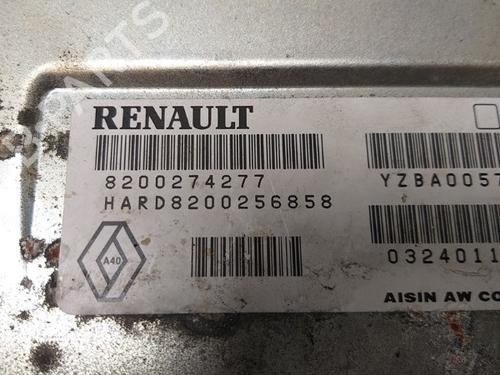 RENAULT
8200274277
HARD8200256858
A40
YZBA0057
0324011
AISIN AW CO